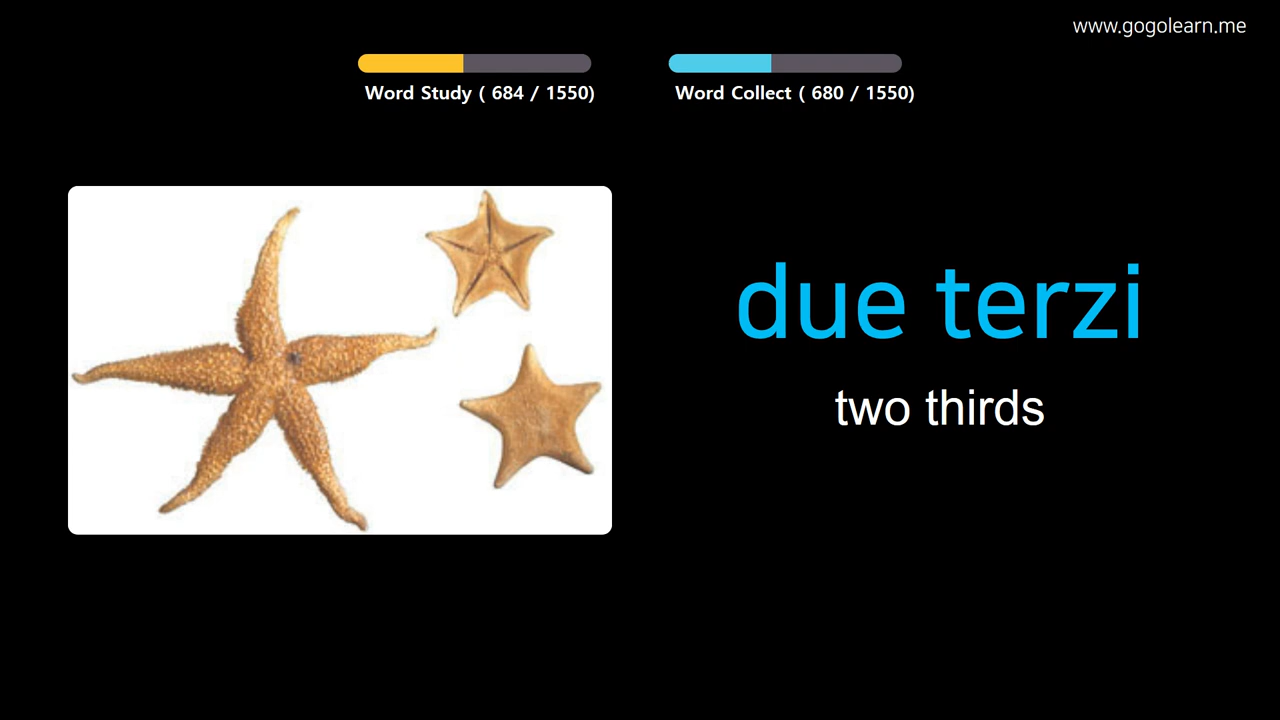 www.gogolearn.me
Word Study ( 684 / 1550)
Word Collect ( 680 / 1550)
due terzi
two thirds